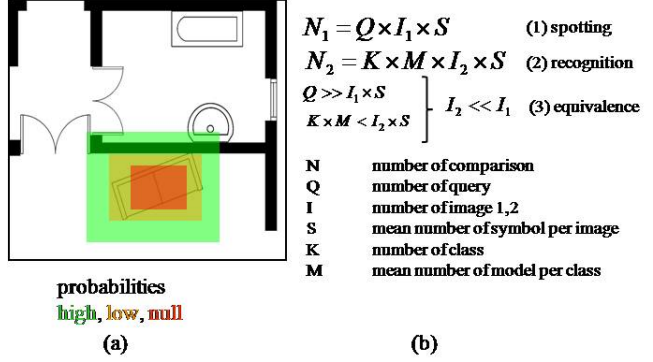 N₁ = Q × I₁ × S (1) spotting
N₂ = K × M × I₂ × S (2) recognition
Q >> I₁ × S
K × M < I₂ × S
I₂ << I₁ (3) equivalence
N number of comparison
Q number of query
I number of image 1,2
S mean number of symbol per image
K number of class
M mean number of model per class
probabilities
high, low, null
(a)
(b)